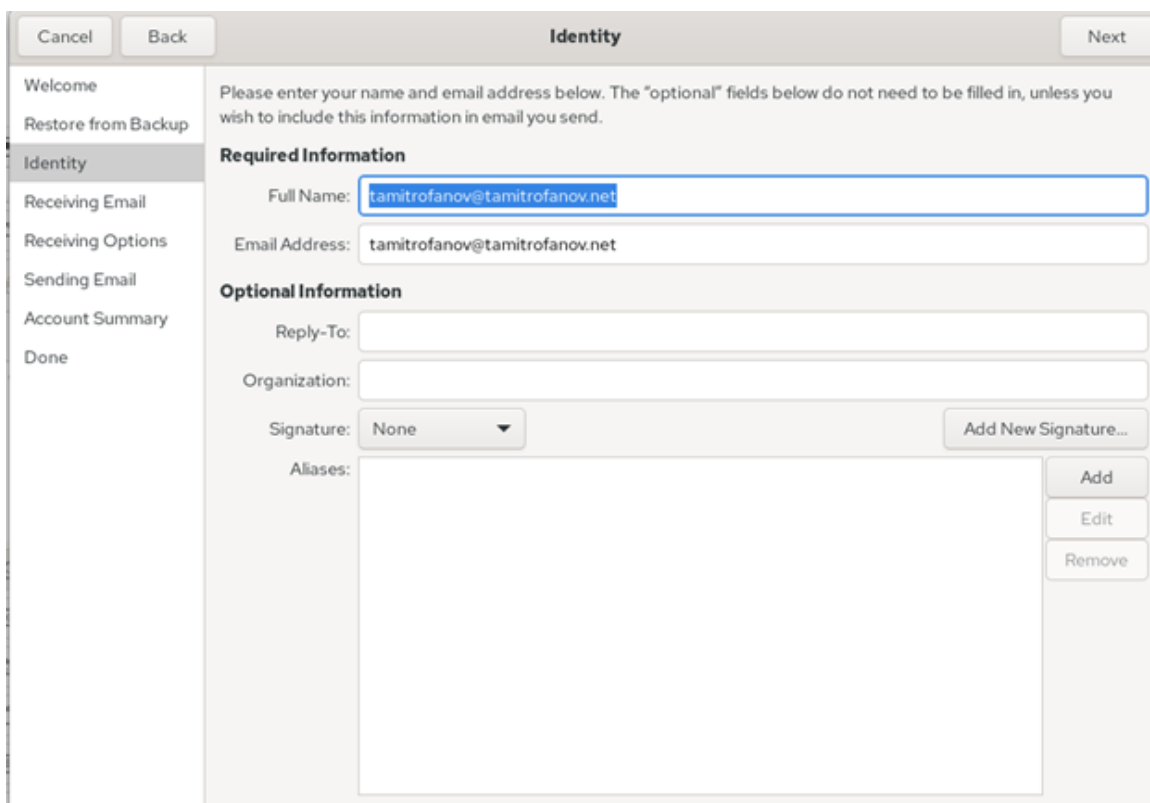 Cancel Back Identity Next
Welcome
Restore from Backup
Identity
Receiving Email
Receiving Options
Sending Email
Account Summary
Done
Please enter your name and email address below. The "optional" fields below do not need to be filled in, unless you
wish to include this information in email you send.
Required Information
Full Name: tamitrofanov@tamitrofanov.net
Email Address: tamitrofanov@tamitrofanov.net
Optional Information
Reply-To:
Organization:
Signature: None Add New Signature...
Aliases:
Add
Edit
Remove